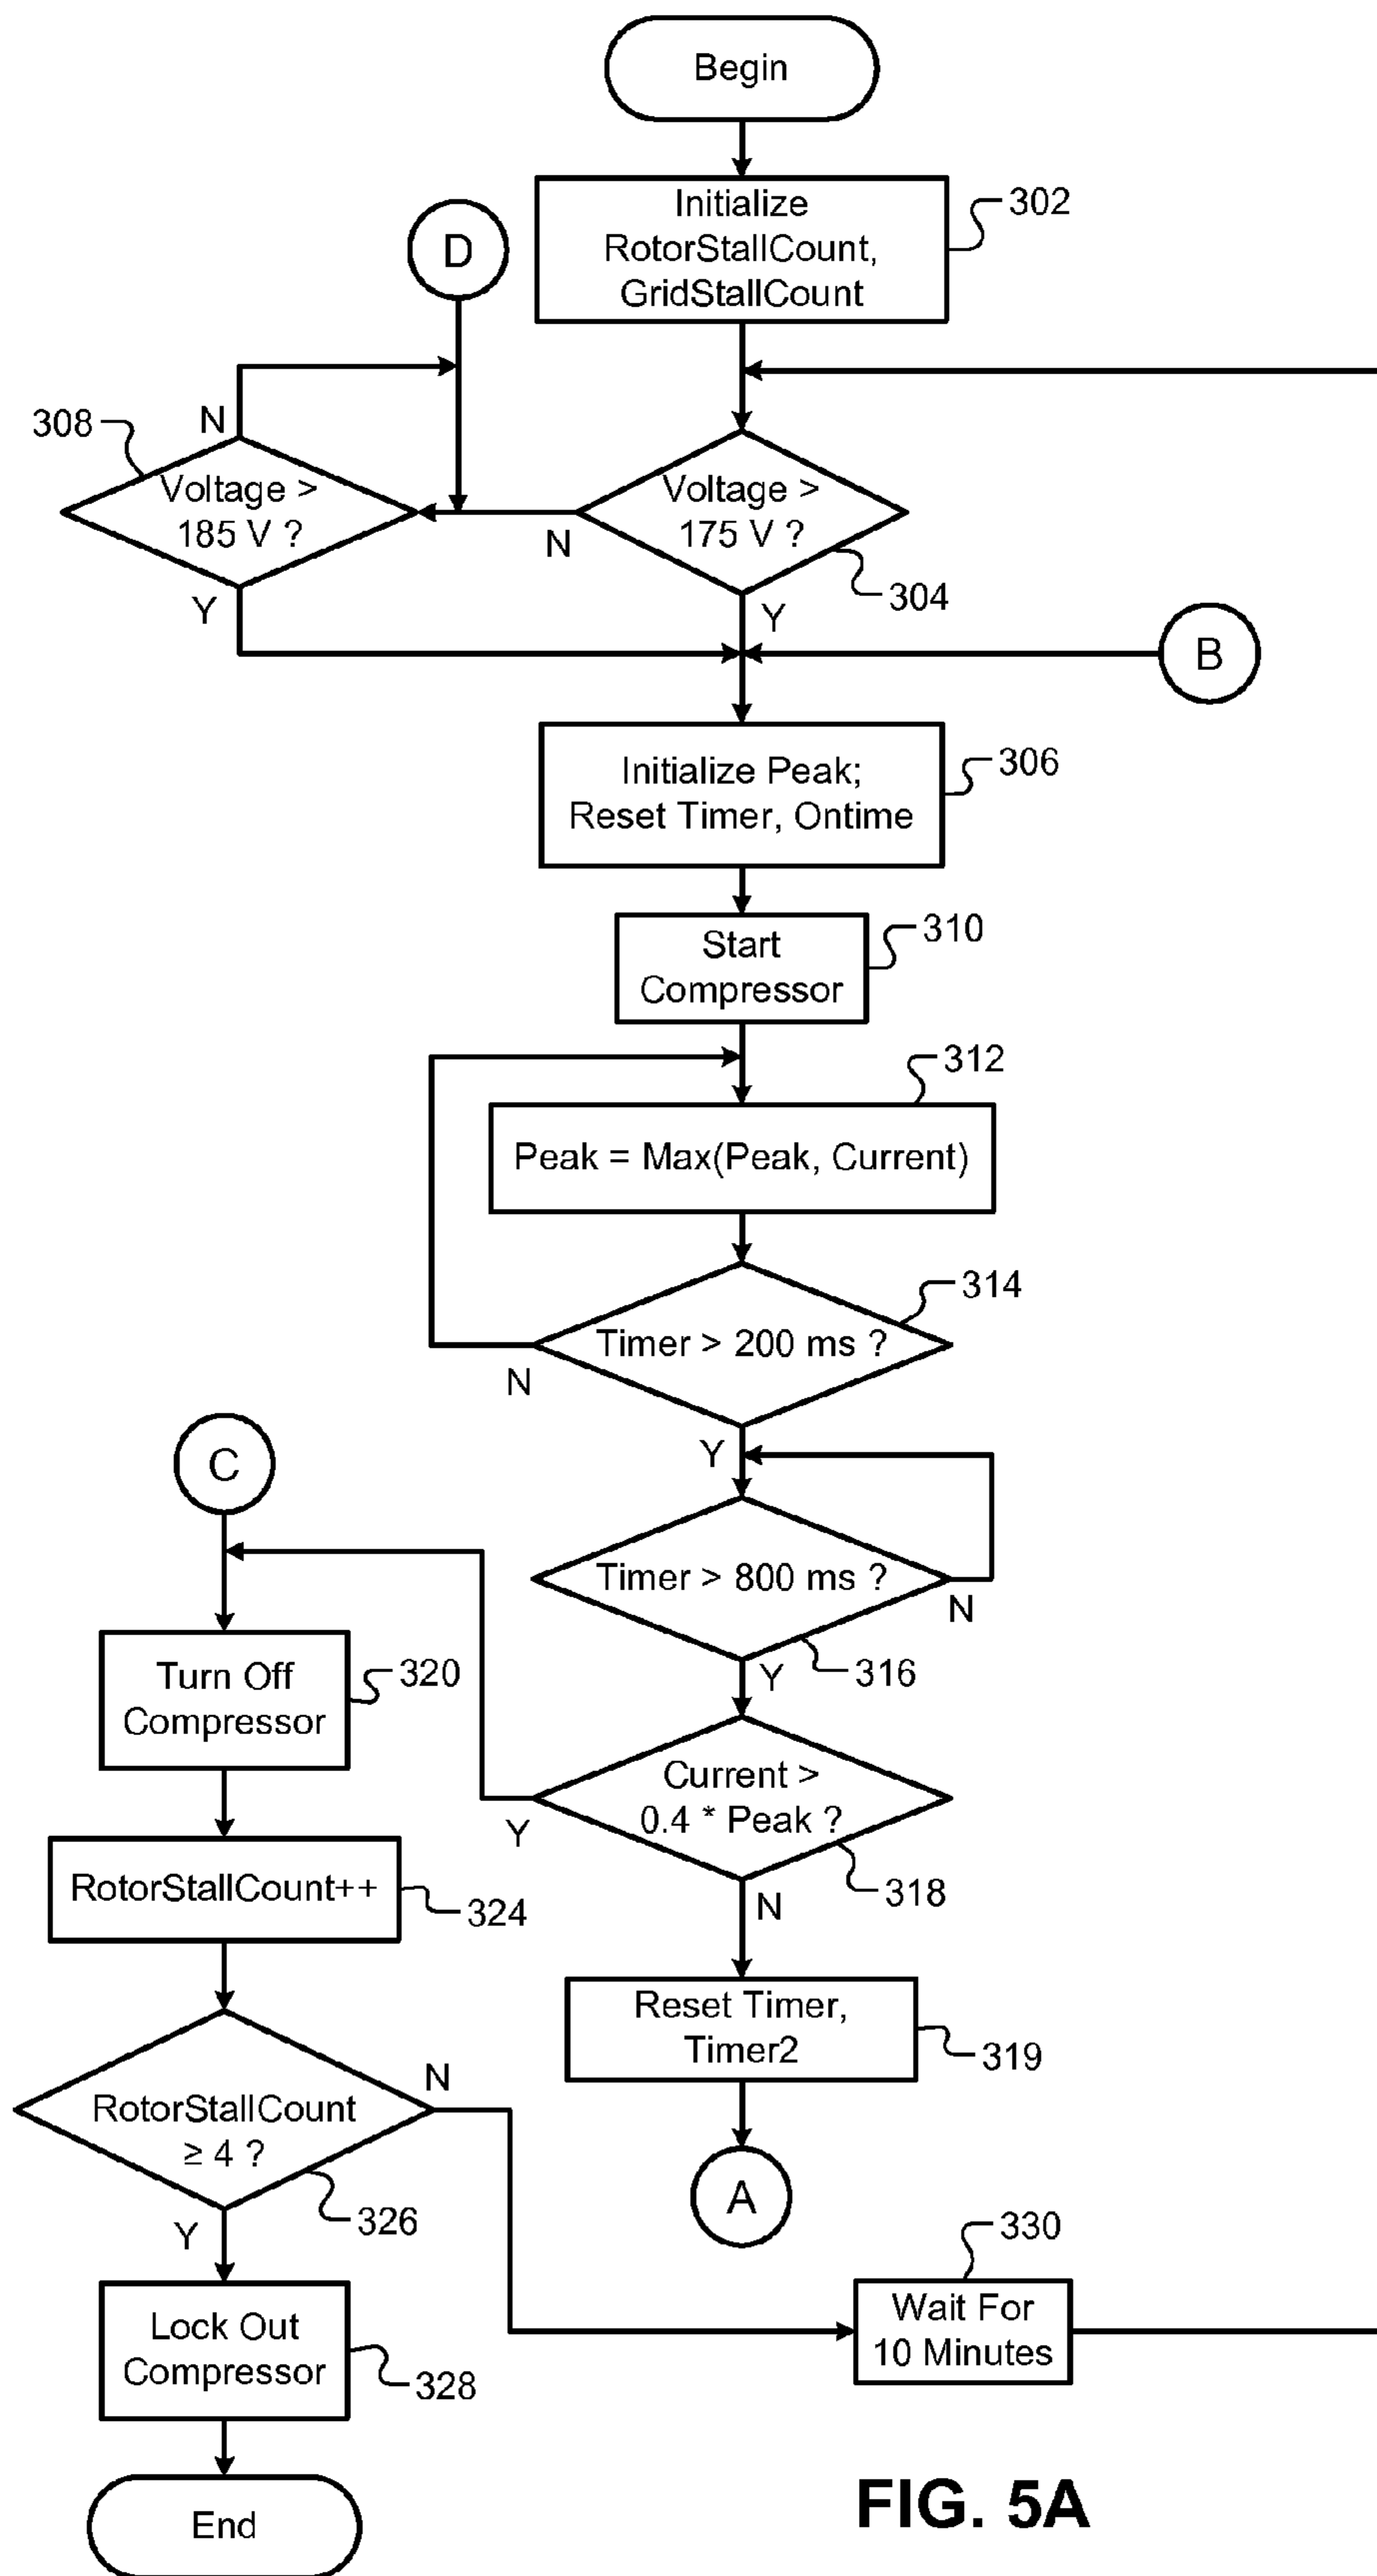 Begin
Initialize
RotorStallCount,
GridStallCount
302
D
308
N
Voltage >
185 V ?
Y
Voltage >
175 V ?
N
304
Y
B
Initialize Peak;
Reset Timer, Ontime
306
Start
Compressor
310
312
Peak = Max(Peak, Current)
314
Timer > 200 ms ?
N
Y
C
Timer > 800 ms ?
N
316
Y
Turn Off
Compressor
320
Current >
0.4 * Peak ?
Y
318
N
RotorStallCount++
324
Reset Timer,
Timer2
319
RotorStallCount
≥ 4 ?
N
326
Y
A
330
Wait For
10 Minutes
Lock Out
Compressor
328
End
FIG. 5A